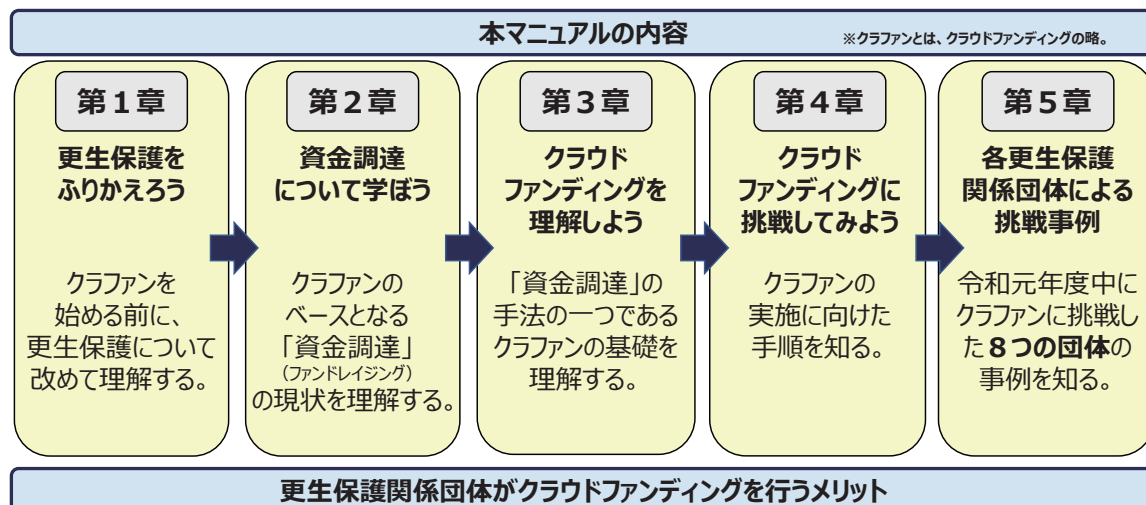 本マニュアルの内容
※クラファンとは、クラウドファンディングの略。
第1章
更生保護を
ふりかえろう
クラファンを
始める前に、
更生保護について
改めて理解する。
第2章
資金調達
について学ぼう
クラファンの
ベースとなる
「資金調達」
(ファンドレイジング)
の現状を理解する。
第3章
クラウド
ファンディングを
理解しよう
「資金調達」の
手法の一つである
クラファンの基礎を
理解する。
第4章
クラウド
ファンディングに
挑戦してみよう
クラファンの
実施に向けた
手順を知る。
第5章
各更生保護
関係団体による
挑戦事例
令和元年度中に
クラファンに挑戦し
た8つの団体の
事例を知る。
更生保護関係団体がクラウドファンディングを行うメリット